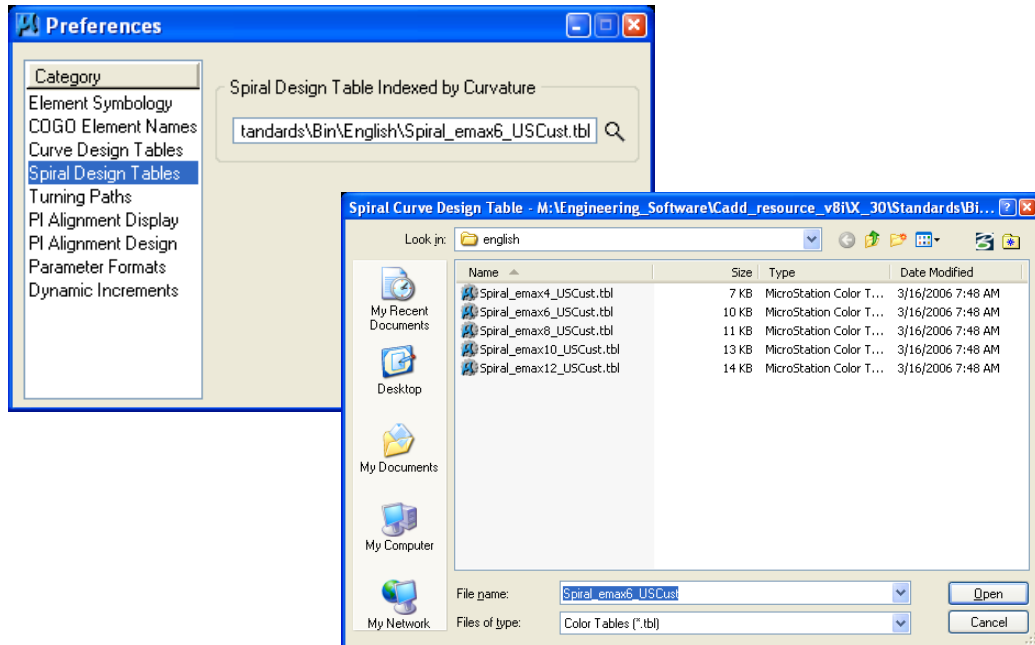 Preferences
Category
Element Symbology
COGO Element Names
Curve Design Tables
Spiral Design Tables
Turning Paths
PI Alignment Display
PI Alignment Design
Parameter Formats
Dynamic Increments
Spiral Design Table Indexed by Curvature
tandards\Bin\English\Spiral_emax6_USCust.tbl
Spiral Curve Design Table - M:\Engineering_Software\Cadd_resource_v8i\X_30\Standards\Bi...
Look in: english
Name Size Type Date Modified
Spiral_emax4_USCust.tbl 7 KB MicroStation Color T... 3/16/2006 7:48 AM
Spiral_emax6_USCust.tbl 10 KB MicroStation Color T... 3/16/2006 7:48 AM
Spiral_emax8_USCust.tbl 11 KB MicroStation Color T... 3/16/2006 7:48 AM
Spiral_emax10_USCust.tbl 13 KB MicroStation Color T... 3/16/2006 7:48 AM
Spiral_emax12_USCust.tbl 14 KB MicroStation Color T... 3/16/2006 7:48 AM
My Recent
Documents
Desktop
My Documents
My Computer
My Network
File name: Spiral_emax6_USCust Open
Files of type: Color Tables (*.tbl) Cancel